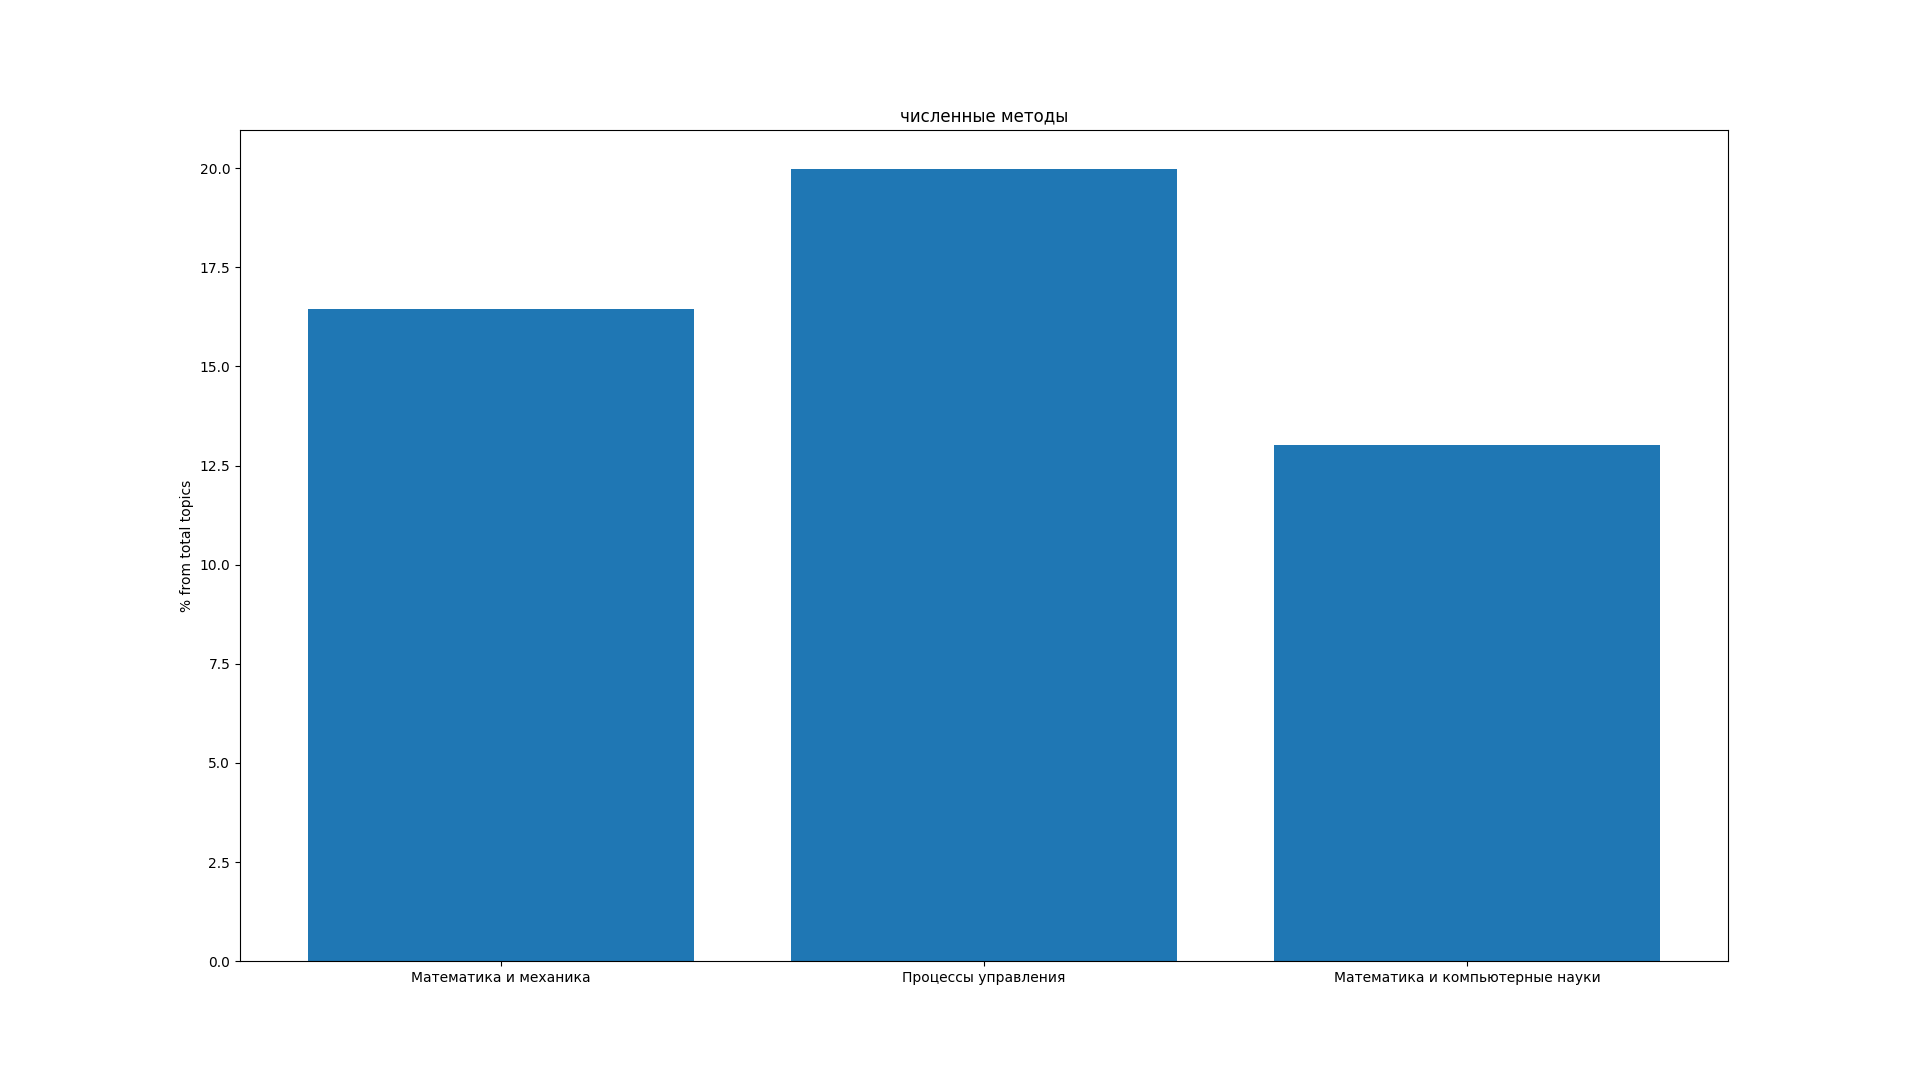 численные методы
20.0
17.5
15.0
12.5
10.0
7.5
5.0
2.5
0.0
% from total topics
Математика и механика
Процессы управления
Математика и компьютерные науки